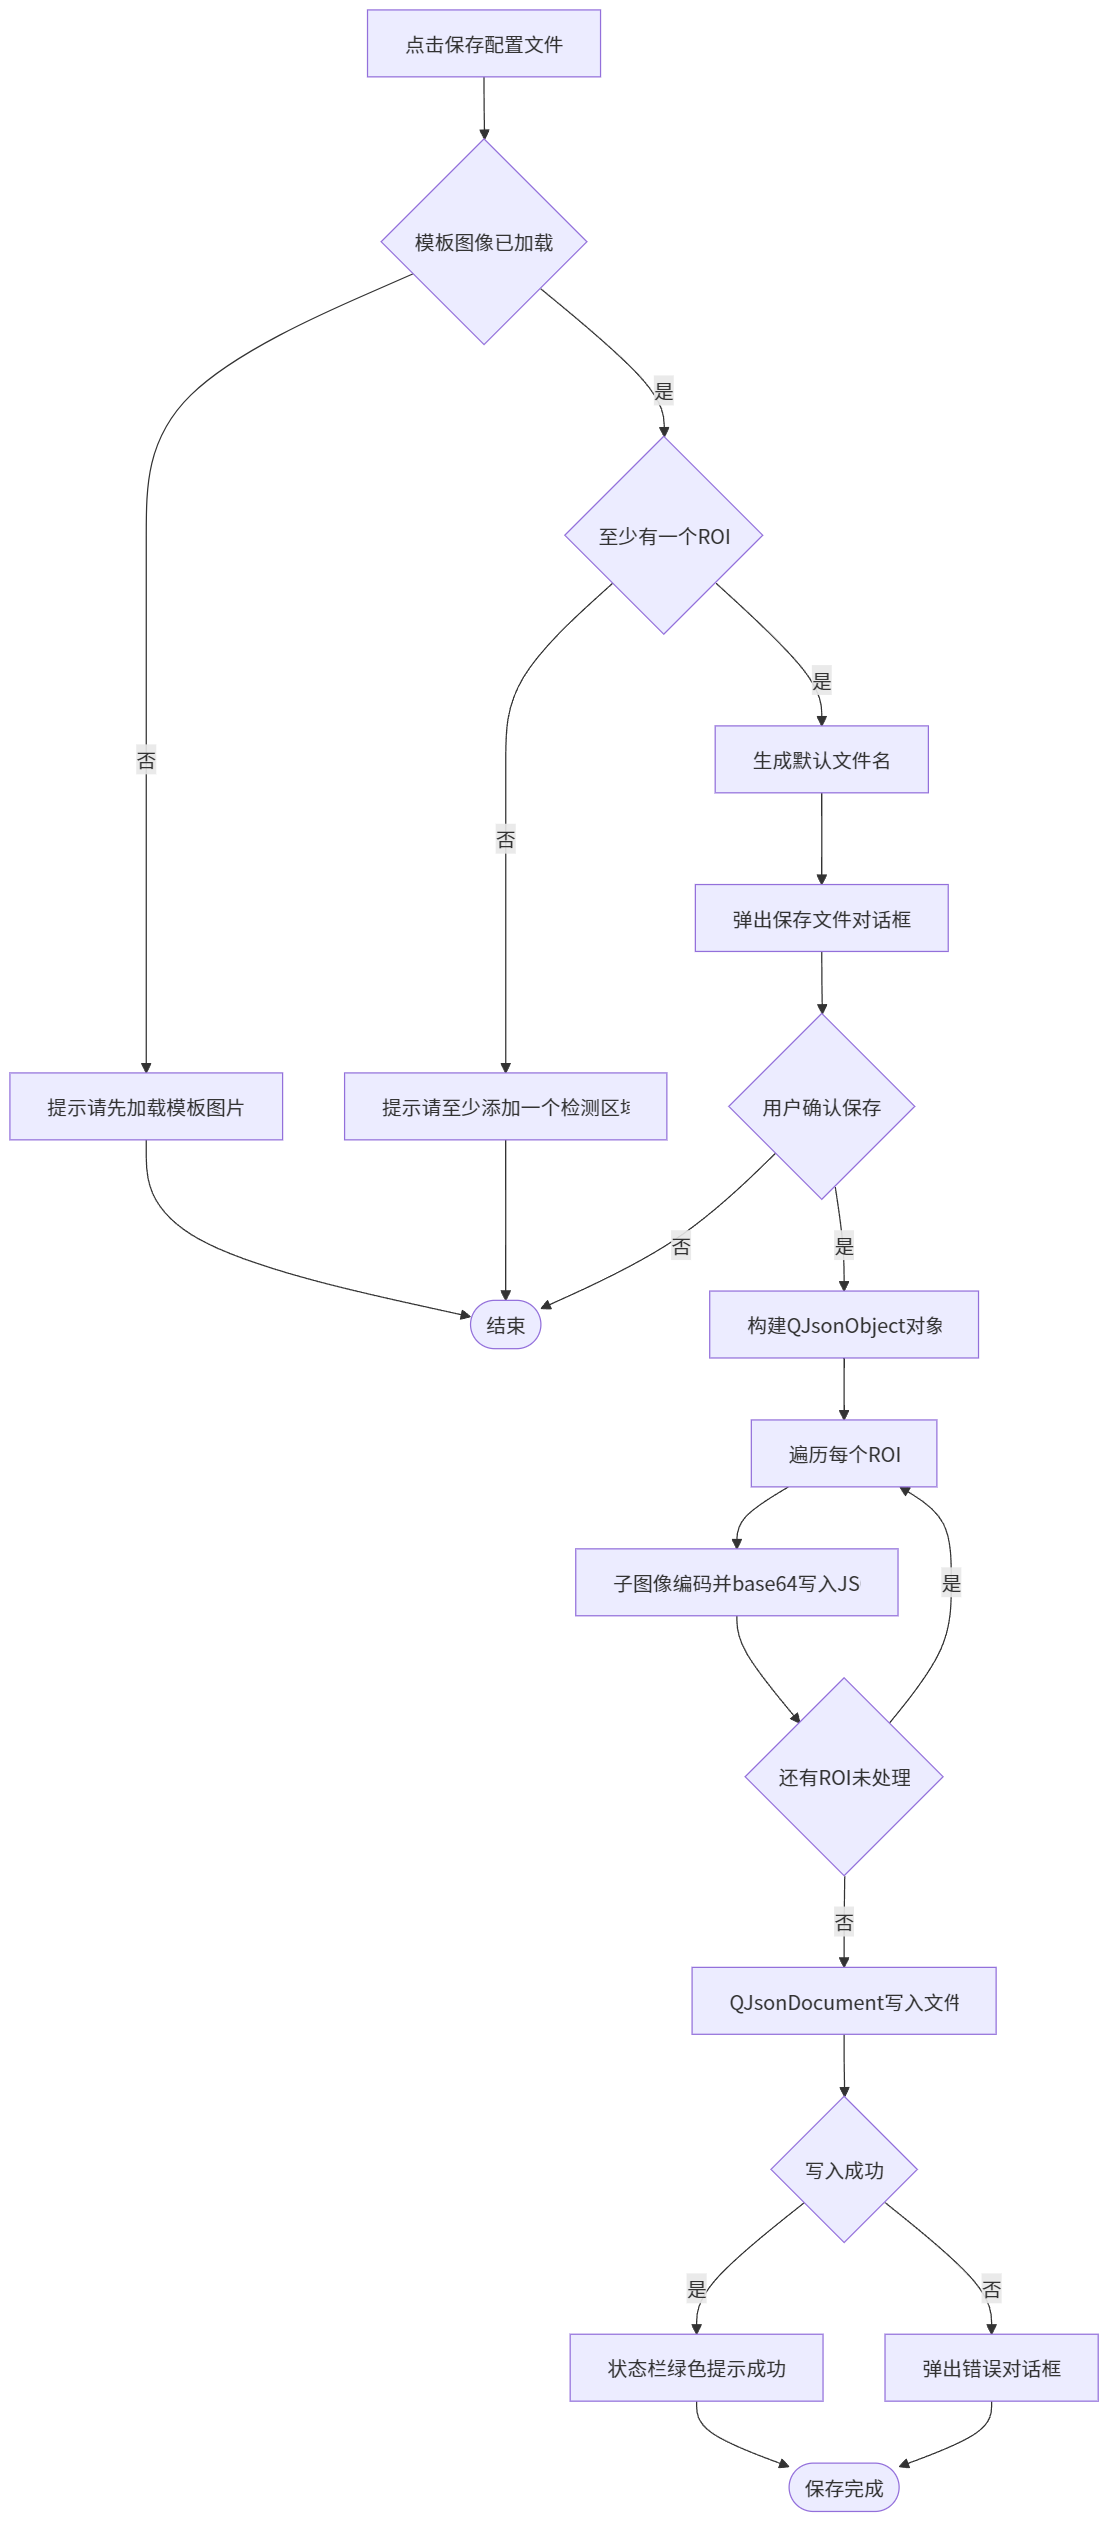 点击保存配置文件
模板图像已加载
是
至少有一个ROI
是
否
生成默认文件名
否
弹出保存文件对话框
提示请先加载模板图片
提示请至少添加一个检测区
用户确认保存
否
是
结束
构建QJsonObject对象
遍历每个ROI
子图像编码并base64写入JS
是
还有ROI未处理
否
QJsonDocument写入文件
写入成功
是
否
状态栏绿色提示成功
弹出错误对话框
保存完成